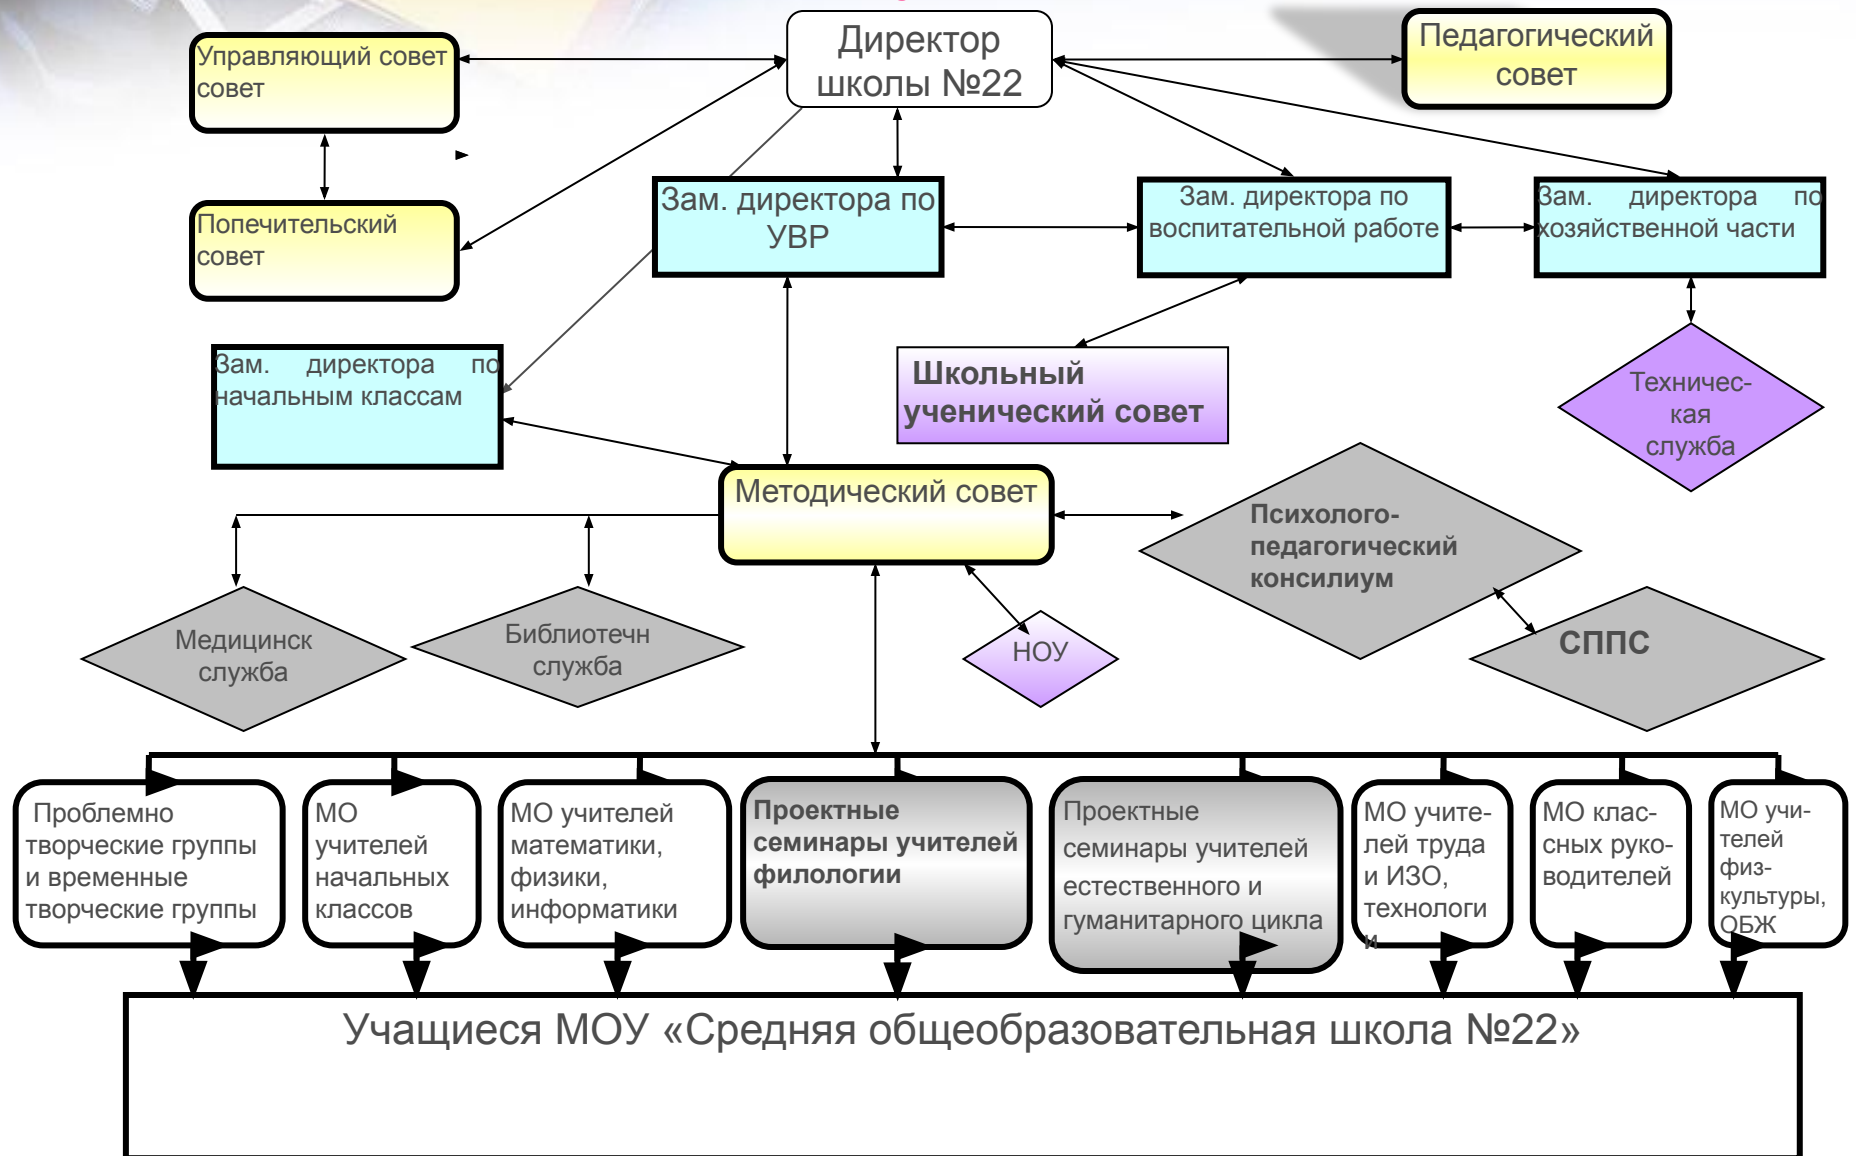 Управляющий совет
совет
Директор
школы №22
Педагогический
совет
Попечительский
совет
Зам. директора по
УВР
Зам. директора по
воспитательной работе
Зам. директора по
хозяйственной части
Зам. директора по
начальным классам
Школьный
ученический совет
Техничес-
кая
служба
Методический совет
Психолого-
педагогический
консилиум
Медицинск
служба
Библиотечн
служба
НОУ
СППС
Проблемно
творческие группы
и временные
творческие группы
МО
учителей
начальных
классов
МО учителей
математики,
физики,
информатики
Проектные
семинары учителей
филологии
Проектные
семинары учителей
естественного и
гуманитарного цикла
МО учите-
лей труда
и ИЗО,
технологи
и
МО клас-
сных руко-
водителей
МО учи-
телей
физ-
культуры,
ОБЖ
Учащиеся МОУ «Средняя общеобразовательная школа №22»